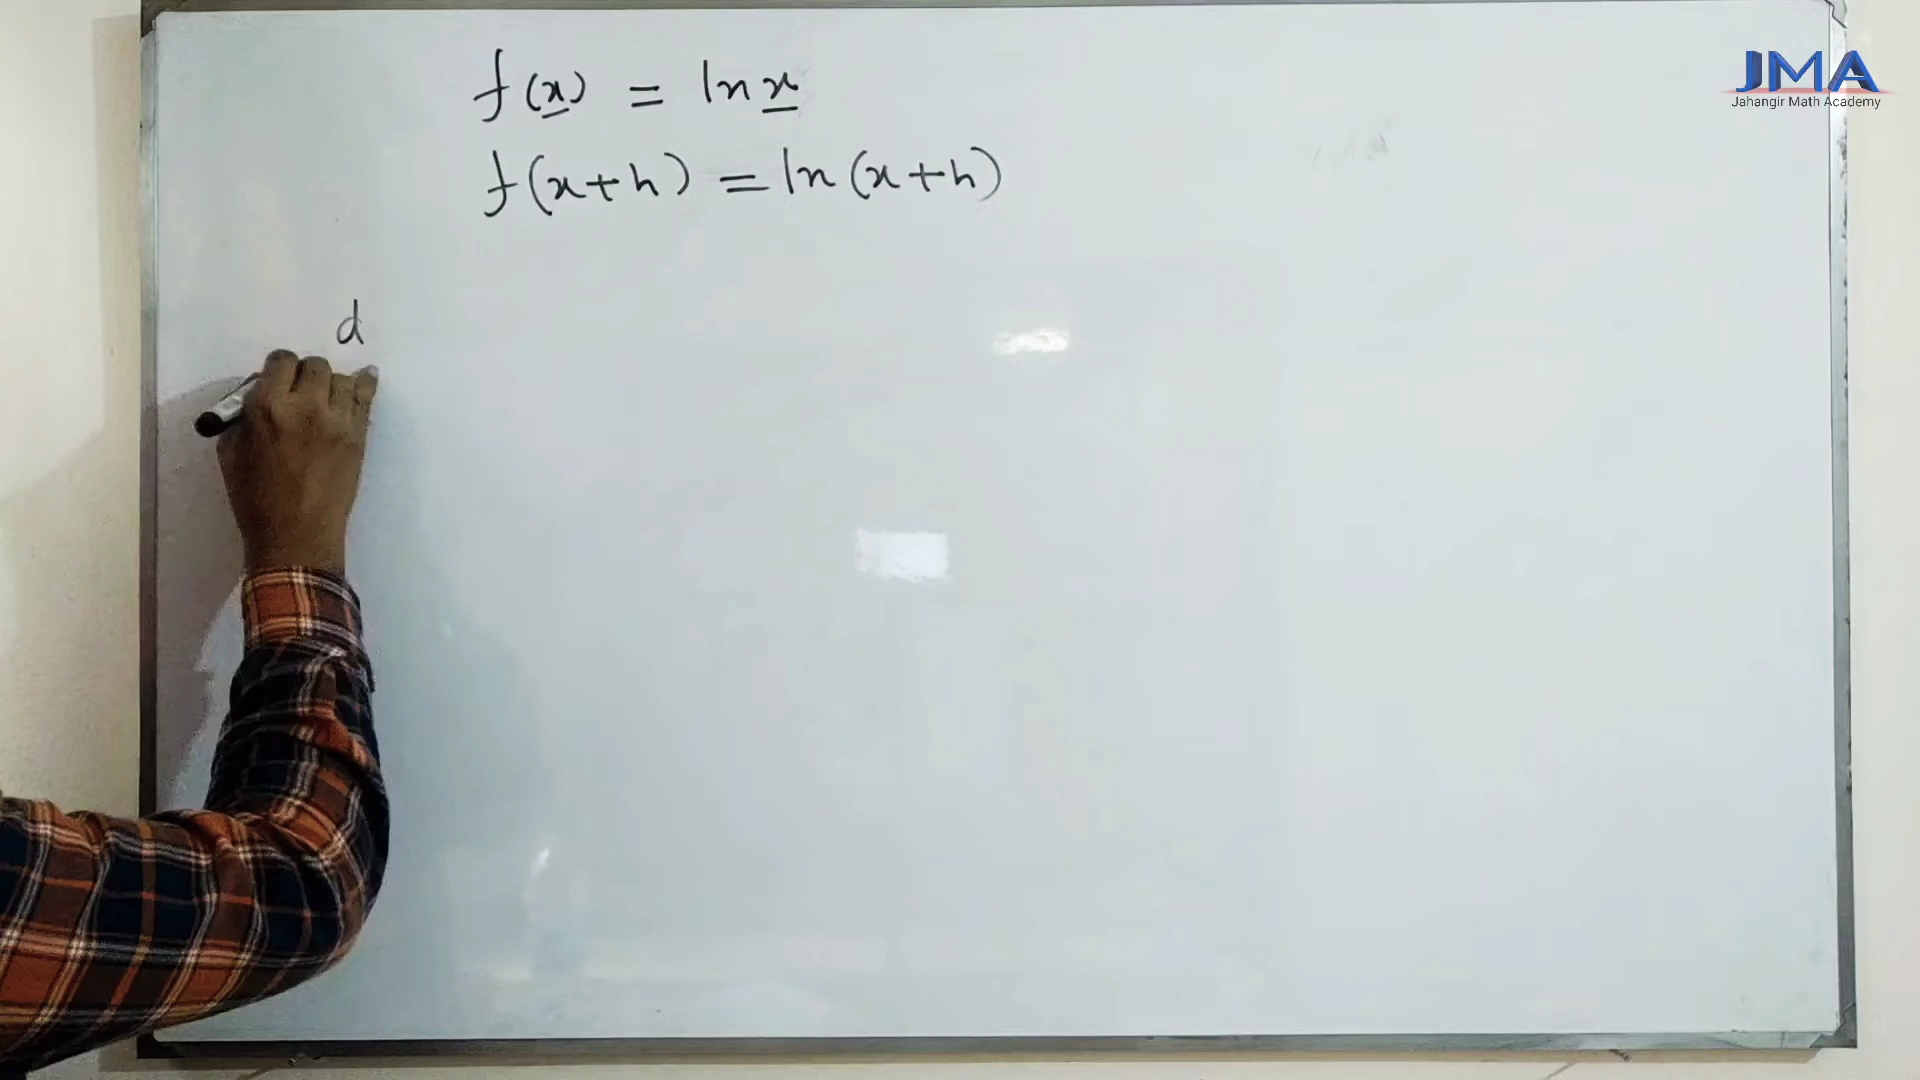 f(x) = ln x
f(x+h) = ln(x+h)
d
JMA
Jahangir Math Academy